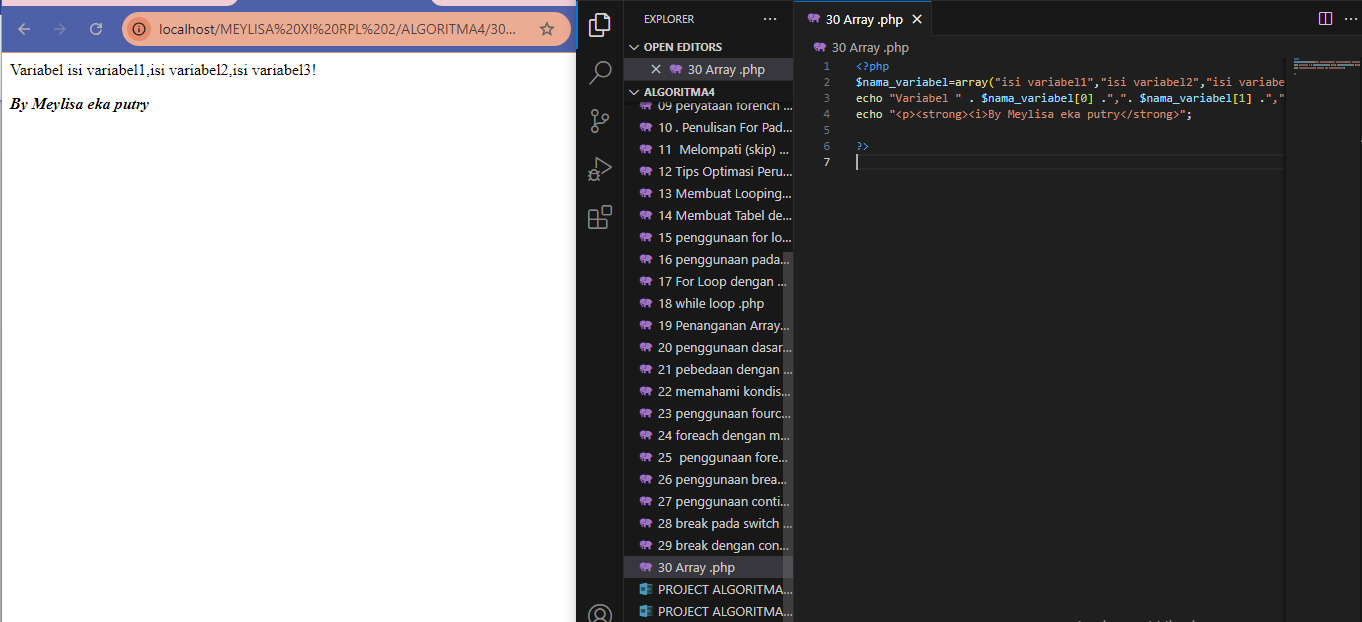 localhost/MEYLISA%20XI%20RPL%202/ALGORITMA4/30...
Variabel isi variabel1,isi variabel2,isi variabel3!
By Meylisa eka putry
EXPLORER
OPEN EDITORS
30 Array .php
ALGORITMA4
09 peryataan forench ...
10 . Penulisan For Pad...
11 Melompati (skip) ...
12 Tips Optimasi Peru...
13 Membuat Looping...
14 Membuat Tabel de...
15 penggunaan for lo...
16 penggunaan pada...
17 For Loop dengan ...
18 while loop .php
19 Penanganan Array...
20 penggunaan dasar...
21 pebedaan dengan ...
22 memahami kondis...
23 penggunaan fourc...
24 foreach dengan m...
25 penggunaan fore...
26 penggunaan brea...
27 penggunaan conti...
28 break pada switch ...
29 break dengan con...
30 Array .php
PROJECT ALGORITMA...
PROJECT ALGORITMA...
30 Array .php
30 Array .php
1 <?php
2 $nama_variabel=array("isi variabel1","isi variabel2","isi variabe
3 echo "Variabel " . $nama_variabel[0] .",". $nama_variabel[1] .","
4 echo "<p><strong><i>By Meylisa eka putry</strong>";
5
6 ?>
7